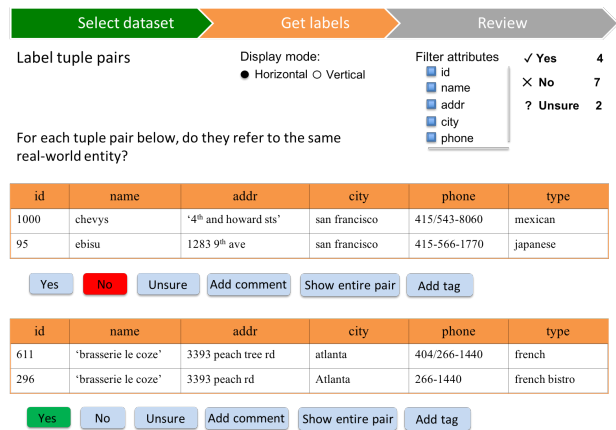 Select dataset Get labels Review
Label tuple pairs
Display mode:
Horizontal Vertical
Filter attributes
id
name
addr
city
phone
✓ Yes 4
✕ No 7
? Unsure 2
For each tuple pair below, do they refer to the same
real-world entity?
id name addr city phone type
1000 chevys ‘4th and howard sts’ san francisco 415/543-8060 mexican
95 ebisu 1283 9th ave san francisco 415-566-1770 japanese
Yes No Unsure Add comment Show entire pair Add tag
id name addr city phone type
611 ‘brasserie le coze’ 3393 peach tree rd atlanta 404/266-1440 french
296 ‘brasserie le coze’ 3393 peach rd Atlanta 266-1440 french bistro
Yes No Unsure Add comment Show entire pair Add tag